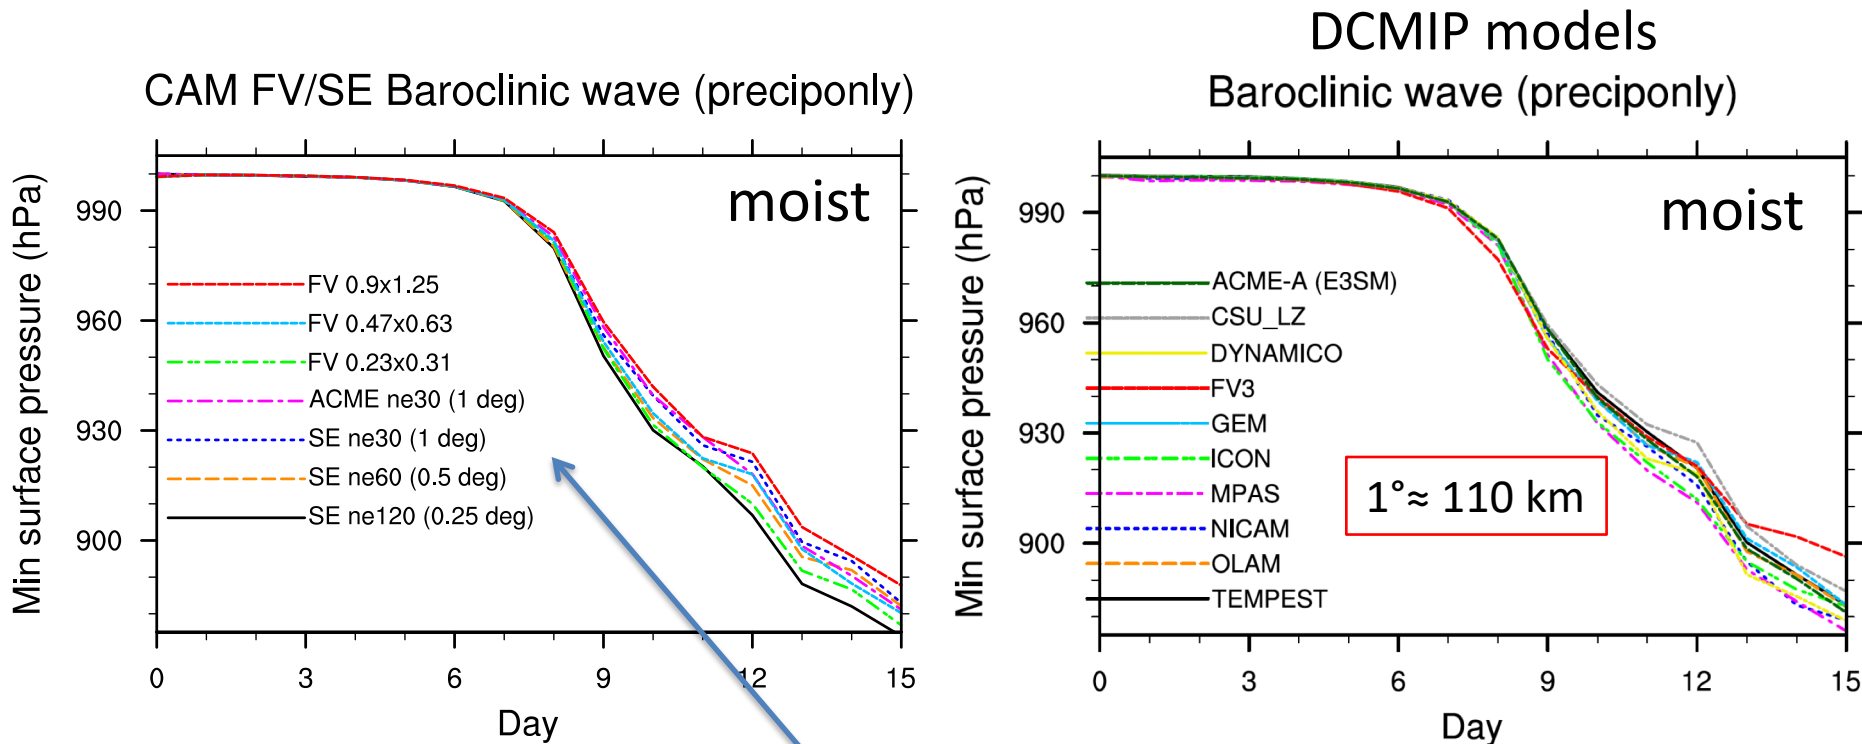 CAM FV/SE Baroclinic wave (preciponly)
Min surface pressure (hPa)
990
960
930
900
moist
FV 0.9x1.25
FV 0.47x0.63
FV 0.23x0.31
ACME ne30 (1 deg)
SE ne30 (1 deg)
SE ne60 (0.5 deg)
SE ne120 (0.25 deg)
0 3 6 9 12 15
Day
DCMIP models
Baroclinic wave (preciponly)
Min surface pressure (hPa)
990
960
930
900
moist
ACME-A (E3SM)
CSU_LZ
DYNAMICO
FV3
GEM
ICON
MPAS
NICAM
OLAM
TEMPEST
1°≈ 110 km
0 3 6 9 12 15
Day